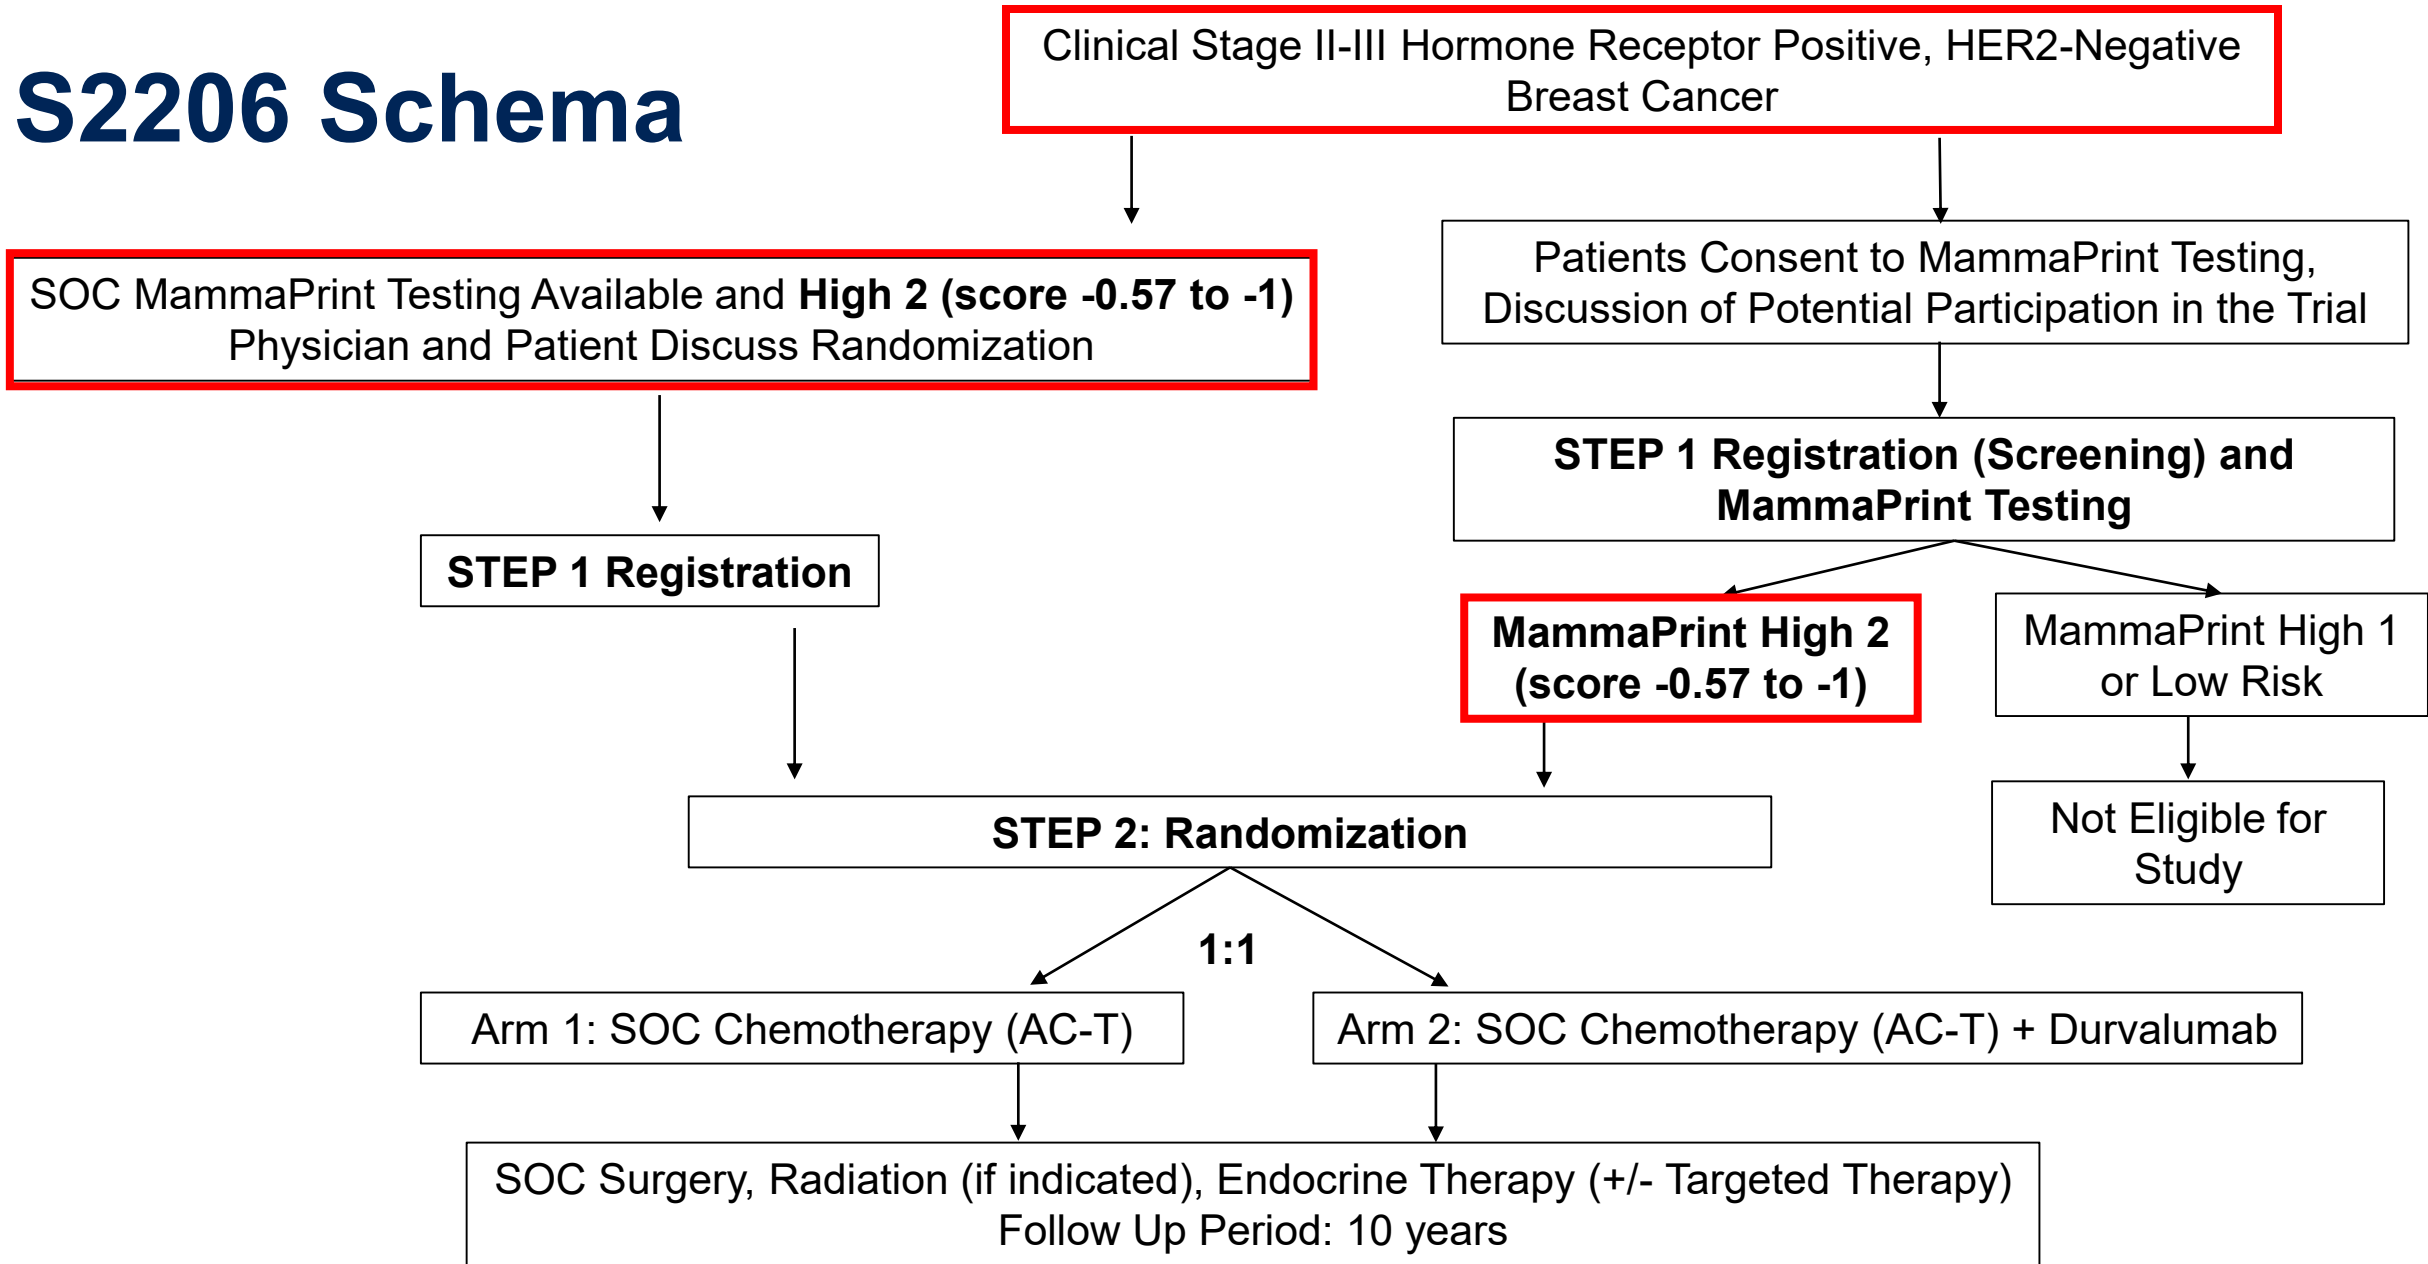 S2206 Schema
Clinical Stage II-III Hormone Receptor Positive, HER2-Negative
Breast Cancer
SOC MammaPrint Testing Available and High 2 (score -0.57 to -1)
Physician and Patient Discuss Randomization
Patients Consent to MammaPrint Testing,
Discussion of Potential Participation in the Trial
STEP 1 Registration
STEP 1 Registration (Screening) and
MammaPrint Testing
MammaPrint High 2
(score -0.57 to -1)
MammaPrint High 1
or Low Risk
STEP 2: Randomization
Not Eligible for
Study
1:1
Arm 1: SOC Chemotherapy (AC-T)
Arm 2: SOC Chemotherapy (AC-T) + Durvalumab
SOC Surgery, Radiation (if indicated), Endocrine Therapy (+/- Targeted Therapy)
Follow Up Period: 10 years